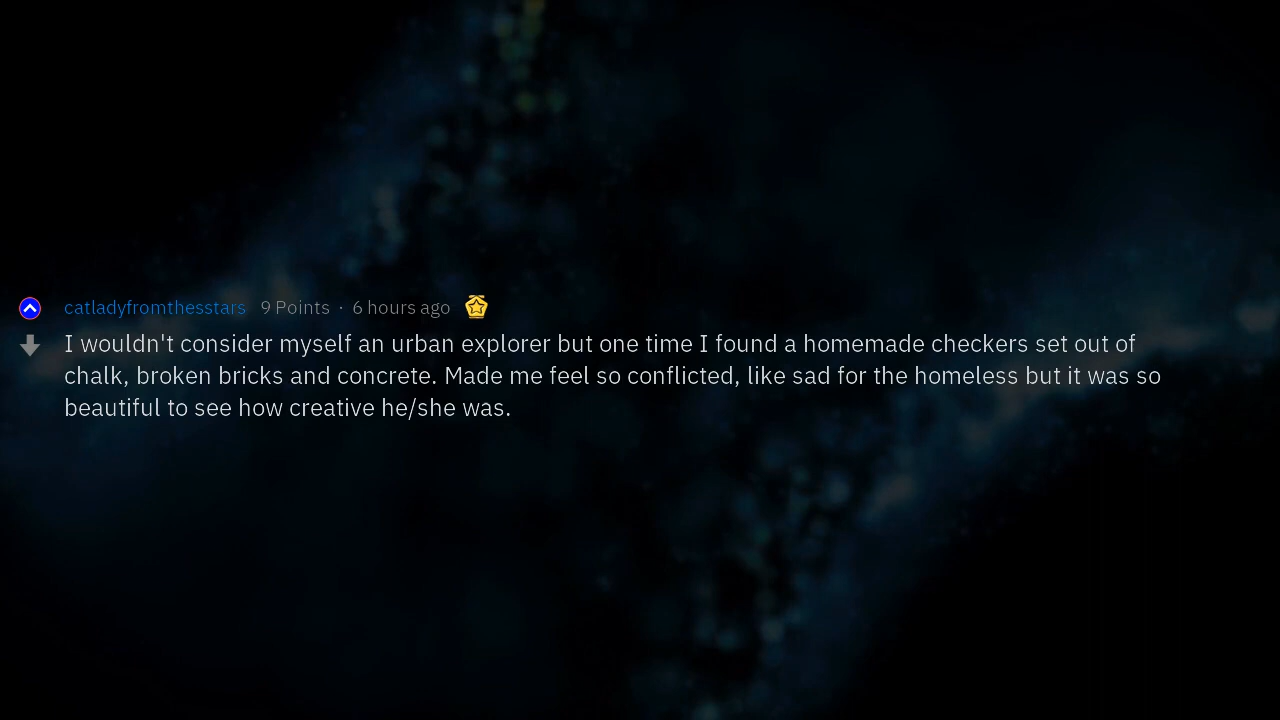 catladyfromthesstars 9 Points · 6 hours ago
I wouldn't consider myself an urban explorer but one time I found a homemade checkers set out of
chalk, broken bricks and concrete. Made me feel so conflicted, like sad for the homeless but it was so
beautiful to see how creative he/she was.